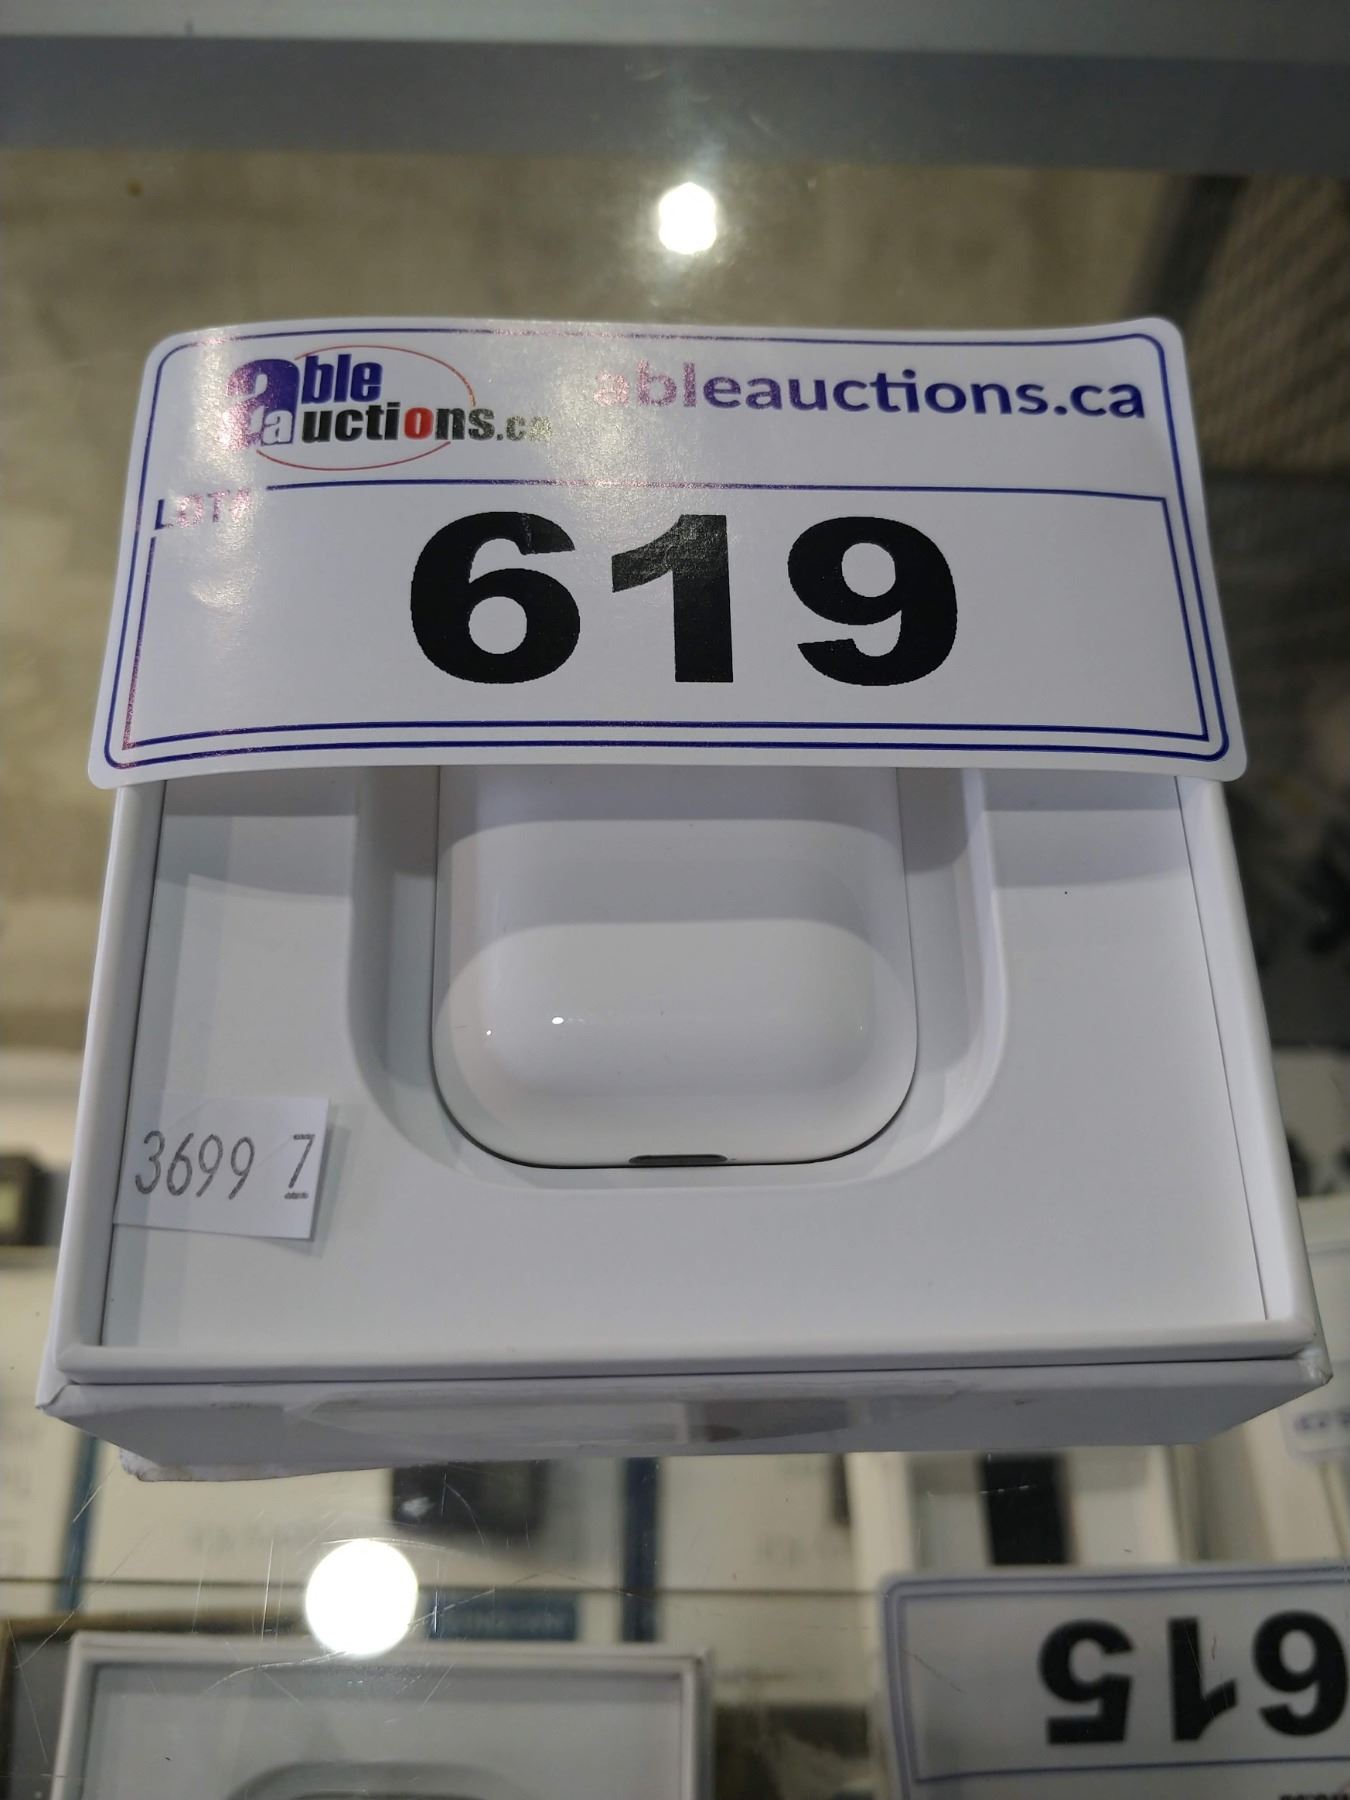 able auctions.ca
ableauctions.ca
LOT#
619
3699 Z
615